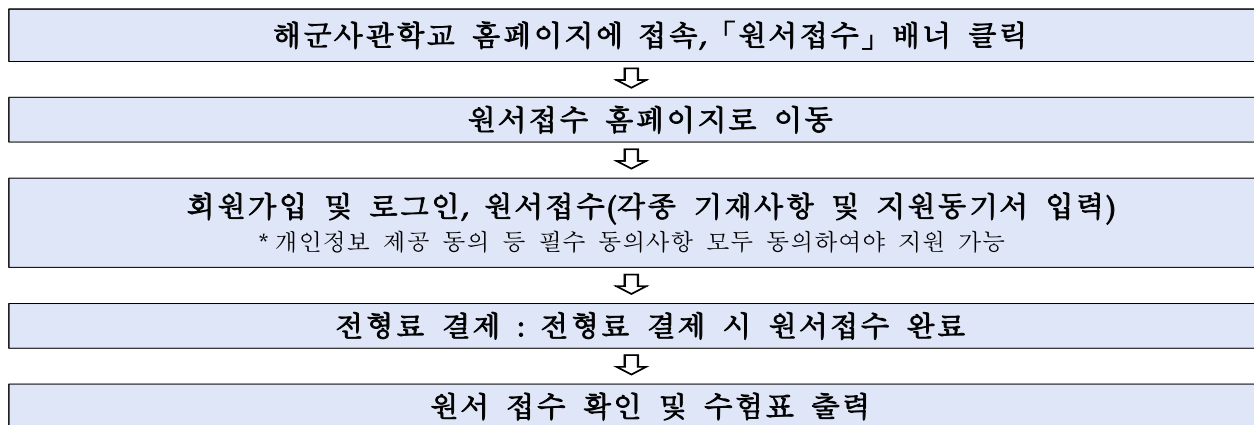 해군사관학교 홈페이지에 접속,「원서접수」배너 클릭
원서접수 홈페이지로 이동
회원가입 및 로그인, 원서접수(각종 기재사항 및 지원동기서 입력)
* 개인정보 제공 동의 등 필수 동의사항 모두 동의하여야 지원 가능
전형료 결제 : 전형료 결제 시 원서접수 완료
원서 접수 확인 및 수험표 출력